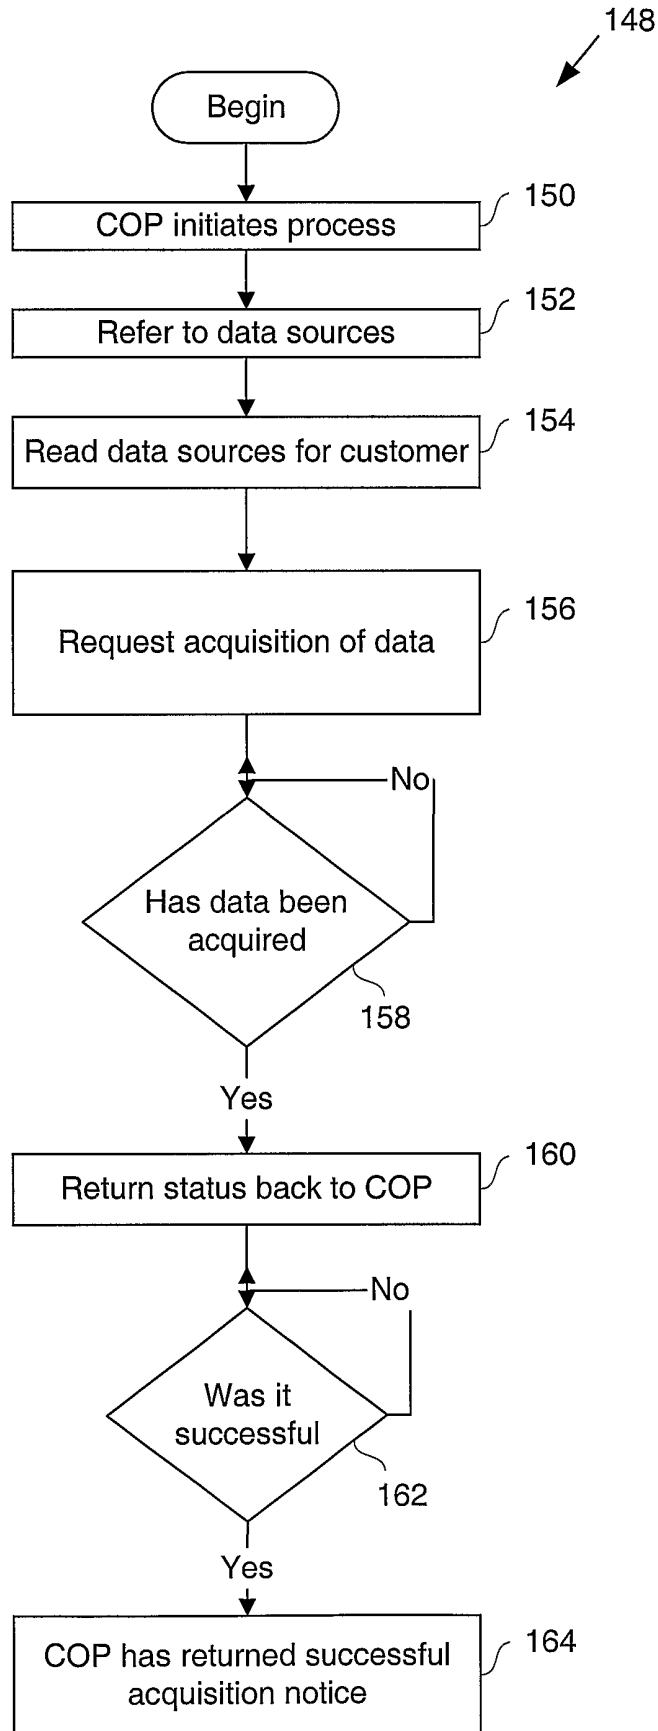 148
Begin
150
COP initiates process
152
Refer to data sources
154
Read data sources for customer
156
Request acquisition of data
No
Has data been
acquired
158
Yes
160
Return status back to COP
No
Was it
successful
162
Yes
164
COP has returned successful
acquisition notice